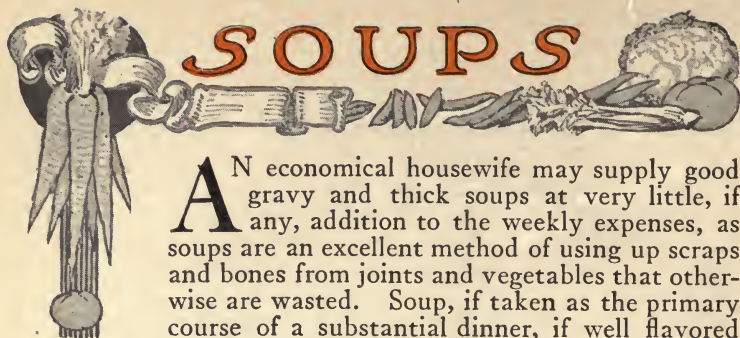 SOUPS
AN economical housewife may supply good
gravy and thick soups at very little, if
any, addition to the weekly expenses, as
soups are an excellent method of using up scraps
and bones from joints and vegetables that other-
wise are wasted. Soup, if taken as the primary
course of a substantial dinner, if well flavored